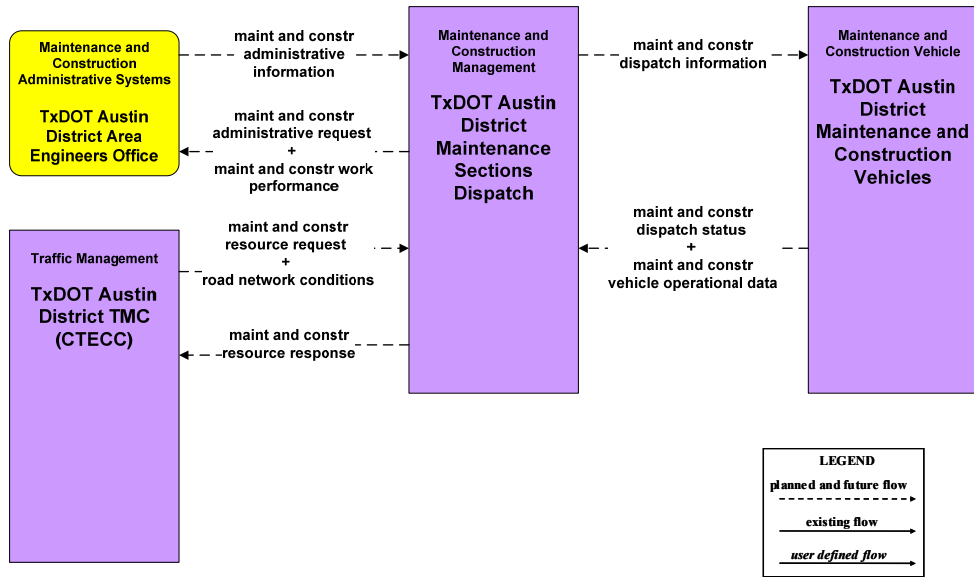 Maintenance and
Construction
Administrative Systems
TxDOT Austin
District Area
Engineers Office
maint and constr
administrative
information
maint and constr
administrative request
+
maint and constr work
performance
Maintenance and
Construction
Management
TxDOT Austin
District
Maintenance
Sections
Dispatch
maint and constr
dispatch information
Maintenance and
Construction Vehicle
TxDOT Austin
District
Maintenance and
Construction
Vehicles
maint and constr
dispatch status
+
maint and constr
vehicle operational data
Traffic Management
TxDOT Austin
District TMC
(CTECC)
maint and constr
resource request
+
road network conditions
maint and constr
resource response
LEGEND
planned and future flow
existing flow
user defined flow